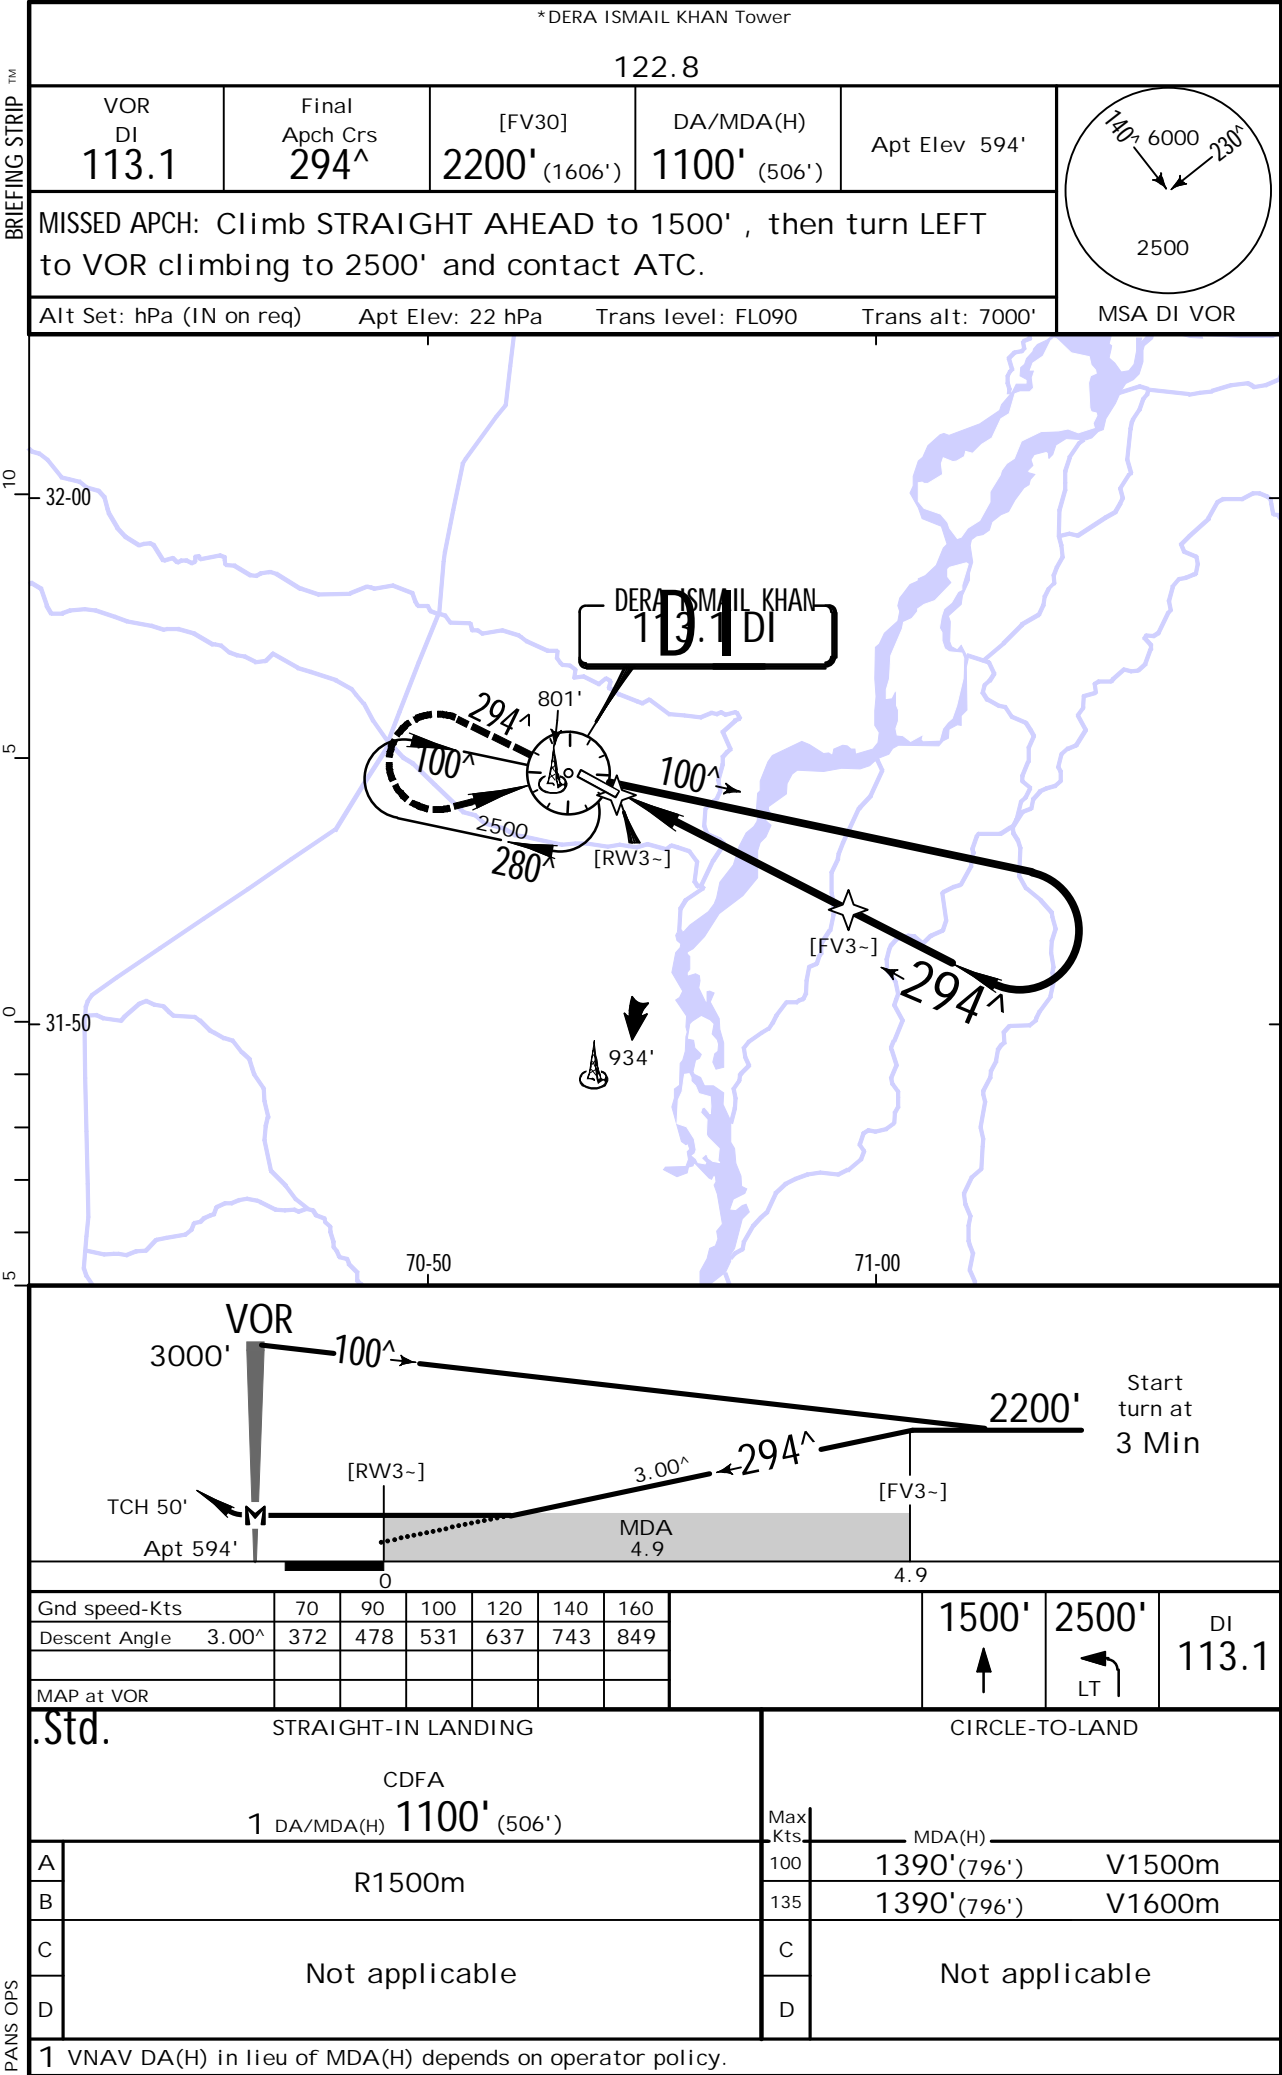 *DERA ISMAIL KHAN Tower
122.8
BRIEFING STRIP ™
VOR
DI
113.1
Final
Apch Crs
294^
[FV30]
2200' (1606')
DA/MDA(H)
1100' (506')
Apt Elev 594'
140^ 6000 230^
2500
MSA DI VOR
MISSED APCH: Climb STRAIGHT AHEAD to 1500' , then turn LEFT
to VOR climbing to 2500' and contact ATC.
Alt Set: hPa (IN on req) Apt Elev: 22 hPa Trans level: FL090 Trans alt: 7000'
10
32-00
DERA ISMAIL KHAN
113.1 DI
DI
801'
294^
100^
100^
5
2500
280^
[RW3~]
[FV3~]
294^
0
31-50
934'
70-50
71-00
5
VOR
3000'
100^
2200'
Start
turn at
3 Min
294^
3.00^
[RW3~]
[FV3~]
TCH 50'
M
MDA
4.9
Apt 594'
0
4.9
Gnd speed-Kts 70 90 100 120 140 160
Descent Angle 3.00^ 372 478 531 637 743 849
MAP at VOR
1500'
2500'
LT
DI
113.1
.Std.
STRAIGHT-IN LANDING
CIRCLE-TO-LAND
CDFA
1 DA/MDA(H) 1100' (506')
Max
Kts
MDA(H)
A
B
R1500m
100 1390'(796') V1500m
135 1390'(796') V1600m
C
D
Not applicable
C
D
Not applicable
PANS OPS
1 VNAV DA(H) in lieu of MDA(H) depends on operator policy.